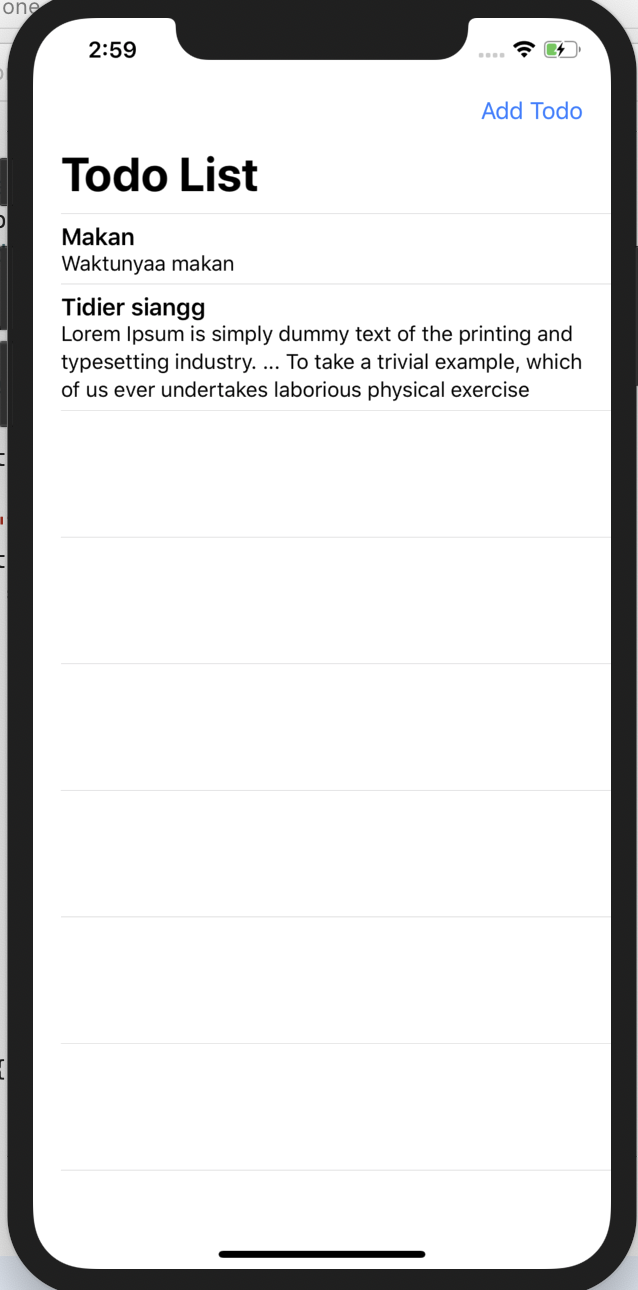 one
2:59
Add Todo
Todo List
Makan
Waktunyaa makan
Tidier siangg
Lorem Ipsum is simply dummy text of the printing and
typesetting industry. ... To take a trivial example, which
of us ever undertakes laborious physical exercise